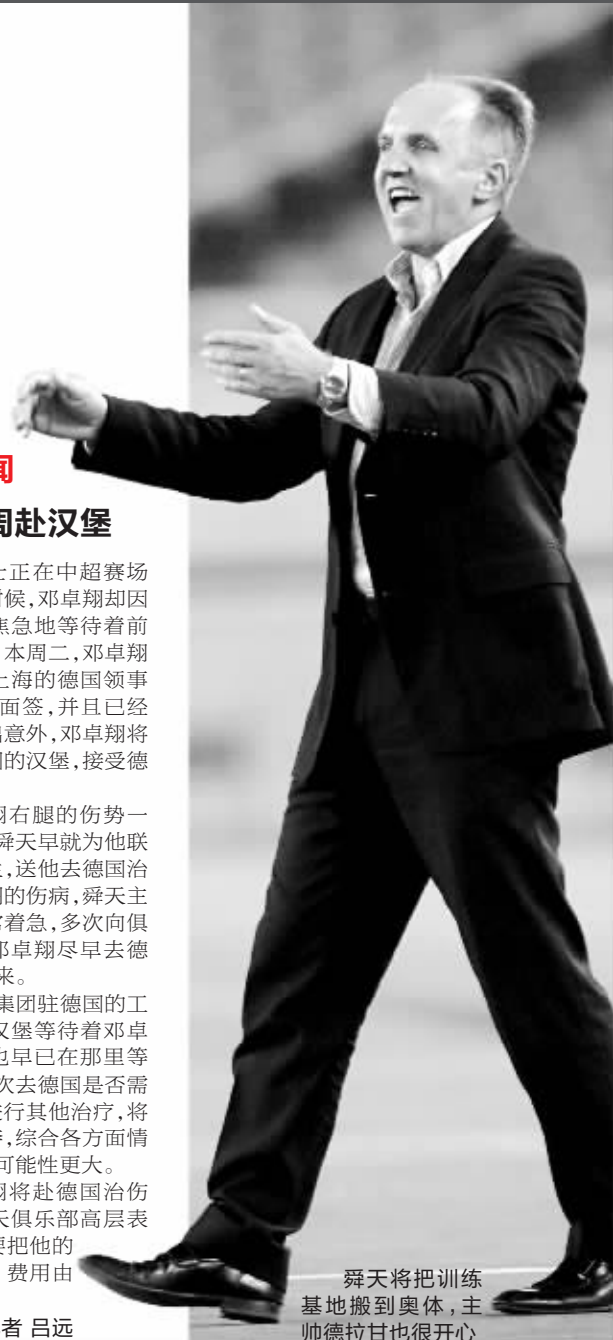 闻
周赴汉堡
士正在中超赛场
时候,邓卓翔却因
焦急地等待着前
。本周二,邓卓翔
上海的德国领事
面签,并且已经
出意外,邓卓翔将
国的汉堡,接受德
翔右腿的伤势一
舜天早就为他联
,送他去德国治
的伤病,舜天主
常着急,多次向俱
邓卓翔尽早去德
来。
集团驻德国的工
汉堡等待着邓卓
也早已在那里等
次去德国是否需
进行其他治疗,将
,综合各方面情
可能性更大。
翔将赴德国治伤
天俱乐部高层表
要把他的
费用由
者 吕远
舜天将把训练
基地搬到奥体,主
帅德拉甘也很开心